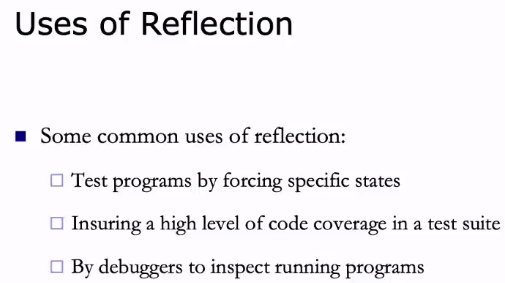 Uses of Reflection
Some common uses of reflection:
Test programs by forcing specific states
Insuring a high level of code coverage in a test suite
By debuggers to inspect running programs